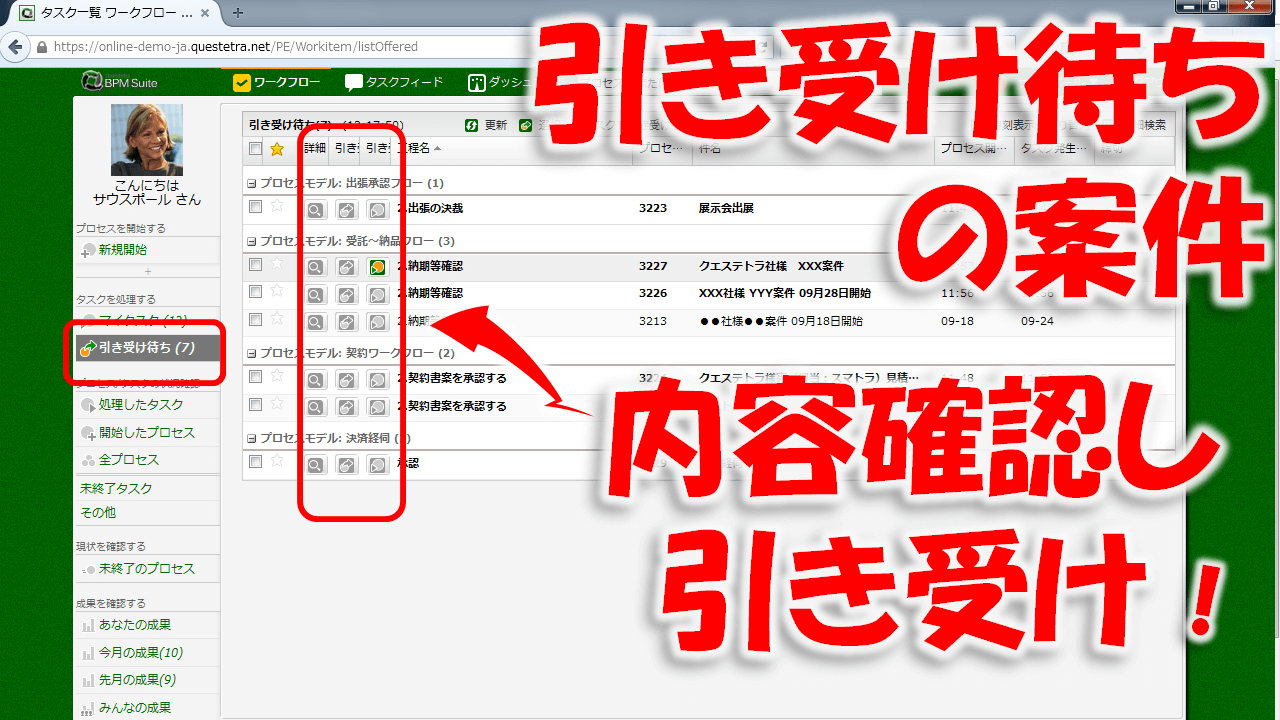 タスク一覧 ワークフロー ...
https://online-demo-ja.questetra.net/PE/Workitem/listOffered
BPM Suite
ワークフロー
タスクフィード
ダッシュ
引き受け待ちの案件
こんにちは
サウスポール さん
プロセスを開始する
新規開始
タスクを処理する
マイタスク (12)
引き受け待ち (7)
処理したタスク
開始したプロセス
全プロセス
未終了タスク
その他
現状を確認する
未終了のプロセス
成果を確認する
あなたの成果
今月の成果(10)
先月の成果(9)
みんなの成果
引き受け待ち(7)
更新
詳細 引き 引き 工程名 プロセ… 件名 プロセス開… タスク発生…
プロセスモデル: 出張承認フロー (1)
2.出張の決裁 3223 展示会出展
プロセスモデル: 受託～納品フロー (3)
2.納期等確認 3227 クエステトラ社様 XXX案件
2.納期等確認 3226 XXX社様 YYY案件 09月28日開始 11:56
2.納期 3213 ●●社様●●案件 09月18日開始 09-18 09-24
プロセスモデル: 契約ワークフロー (2)
2.契約書案を承認する
2.契約書案を承認する
プロセスモデル: 決済経伺
承認
内容確認し
引き受け！